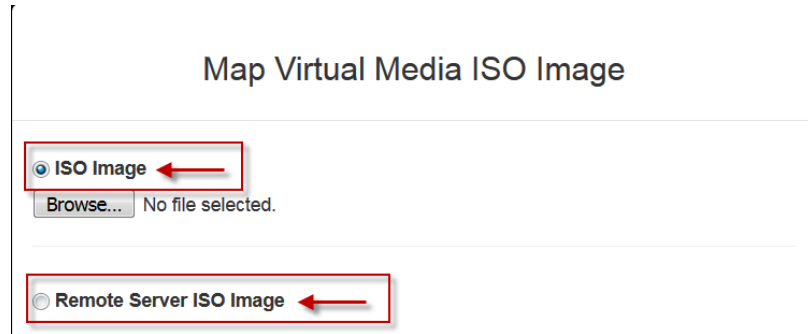 Map Virtual Media ISO Image
ISO Image
Browse... No file selected.
Remote Server ISO Image